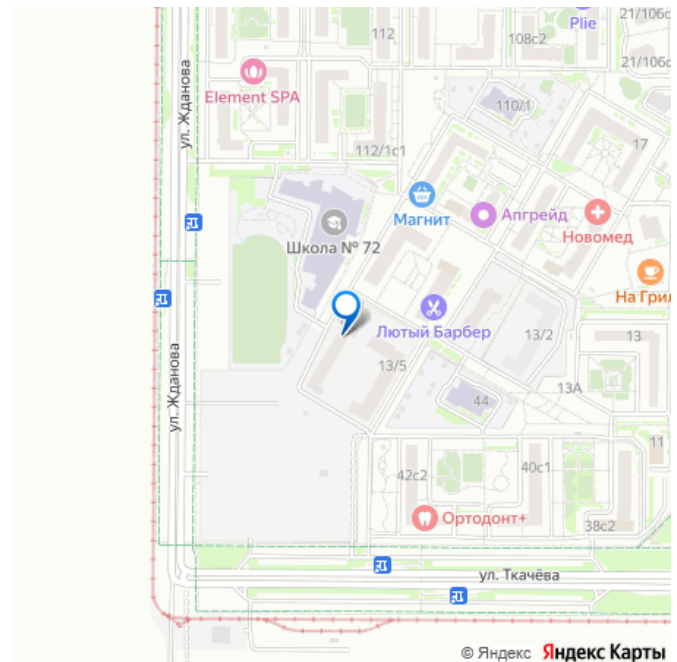 21/106с
112
108с2
Plie
21/106с
ул. Жданова
Element SPA
110/1
112/1с1
17
Магнит
Апгрейд
Новомед
Школа № 72
На Грил
Лютый Барбер
13/2
13
ул. Жданова
13/5
13А
44
11
42с2
40с1
Ортодонт+
38с2
ул. Ткачёва
© Яндекс Яндекс Карты